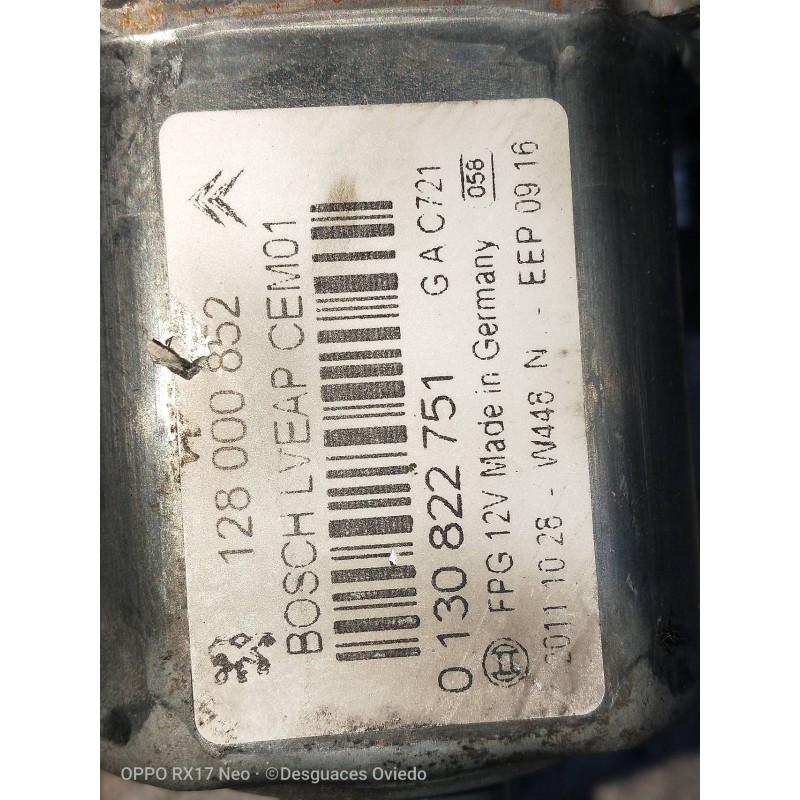 128 000 852
BOSCH LVEAP CEM01
0 130 822 751 G A C721
FPG 12V Made in Germany 058
2011 10 28 - W448 N - EEP 09 16
OPPO RX17 Neo · ©Desguaces Oviedo